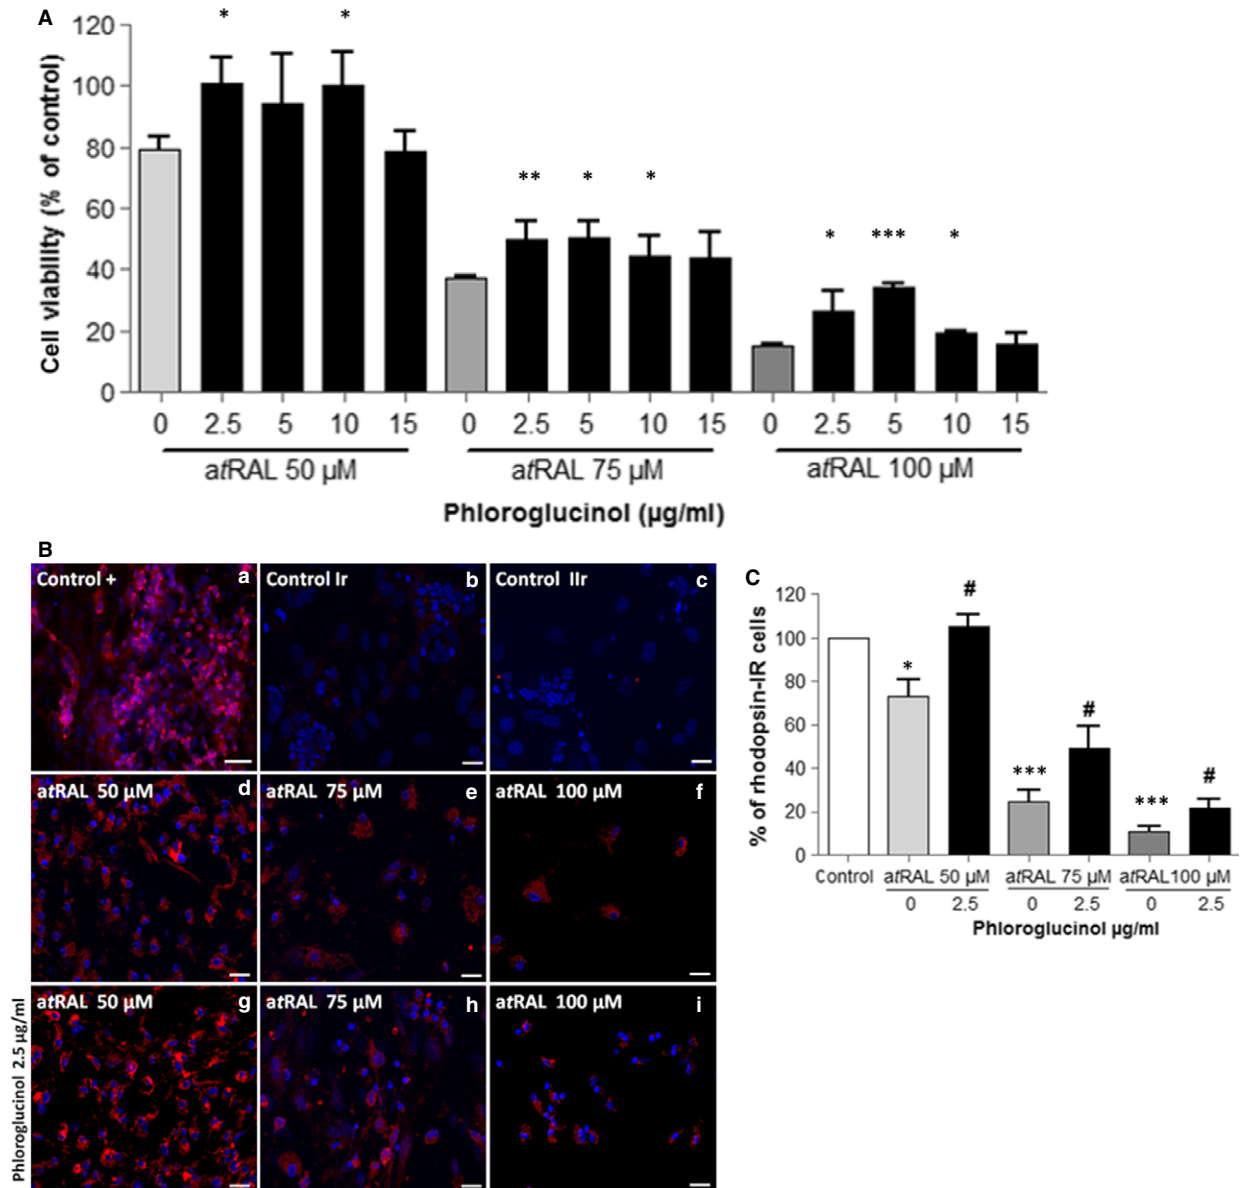 A
Cell viability (% of control)
120
100
80
60
40
20
0
* *
** * *
* *** *
0 2.5 5 10 15 0 2.5 5 10 15 0 2.5 5 10 15
atRAL 50 µM atRAL 75 µM atRAL 100 µM
Phloroglucinol (µg/ml)
B
Control + a Control Ir b Control IIr c
atRAL 50 µM d atRAL 75 µM e atRAL 100 µM f
Phloroglucinol 2.5 µg/ml
atRAL 50 µM g atRAL 75 µM h atRAL 100 µM i
C
% of rhodopsin-IR cells
120
100
80
60
40
20
0
* # *** # *** #
Control atRAL 50 µM atRAL 75 µM atRAL100 µM
0 2.5 0 2.5 0 2.5
Phloroglucinol µg/ml